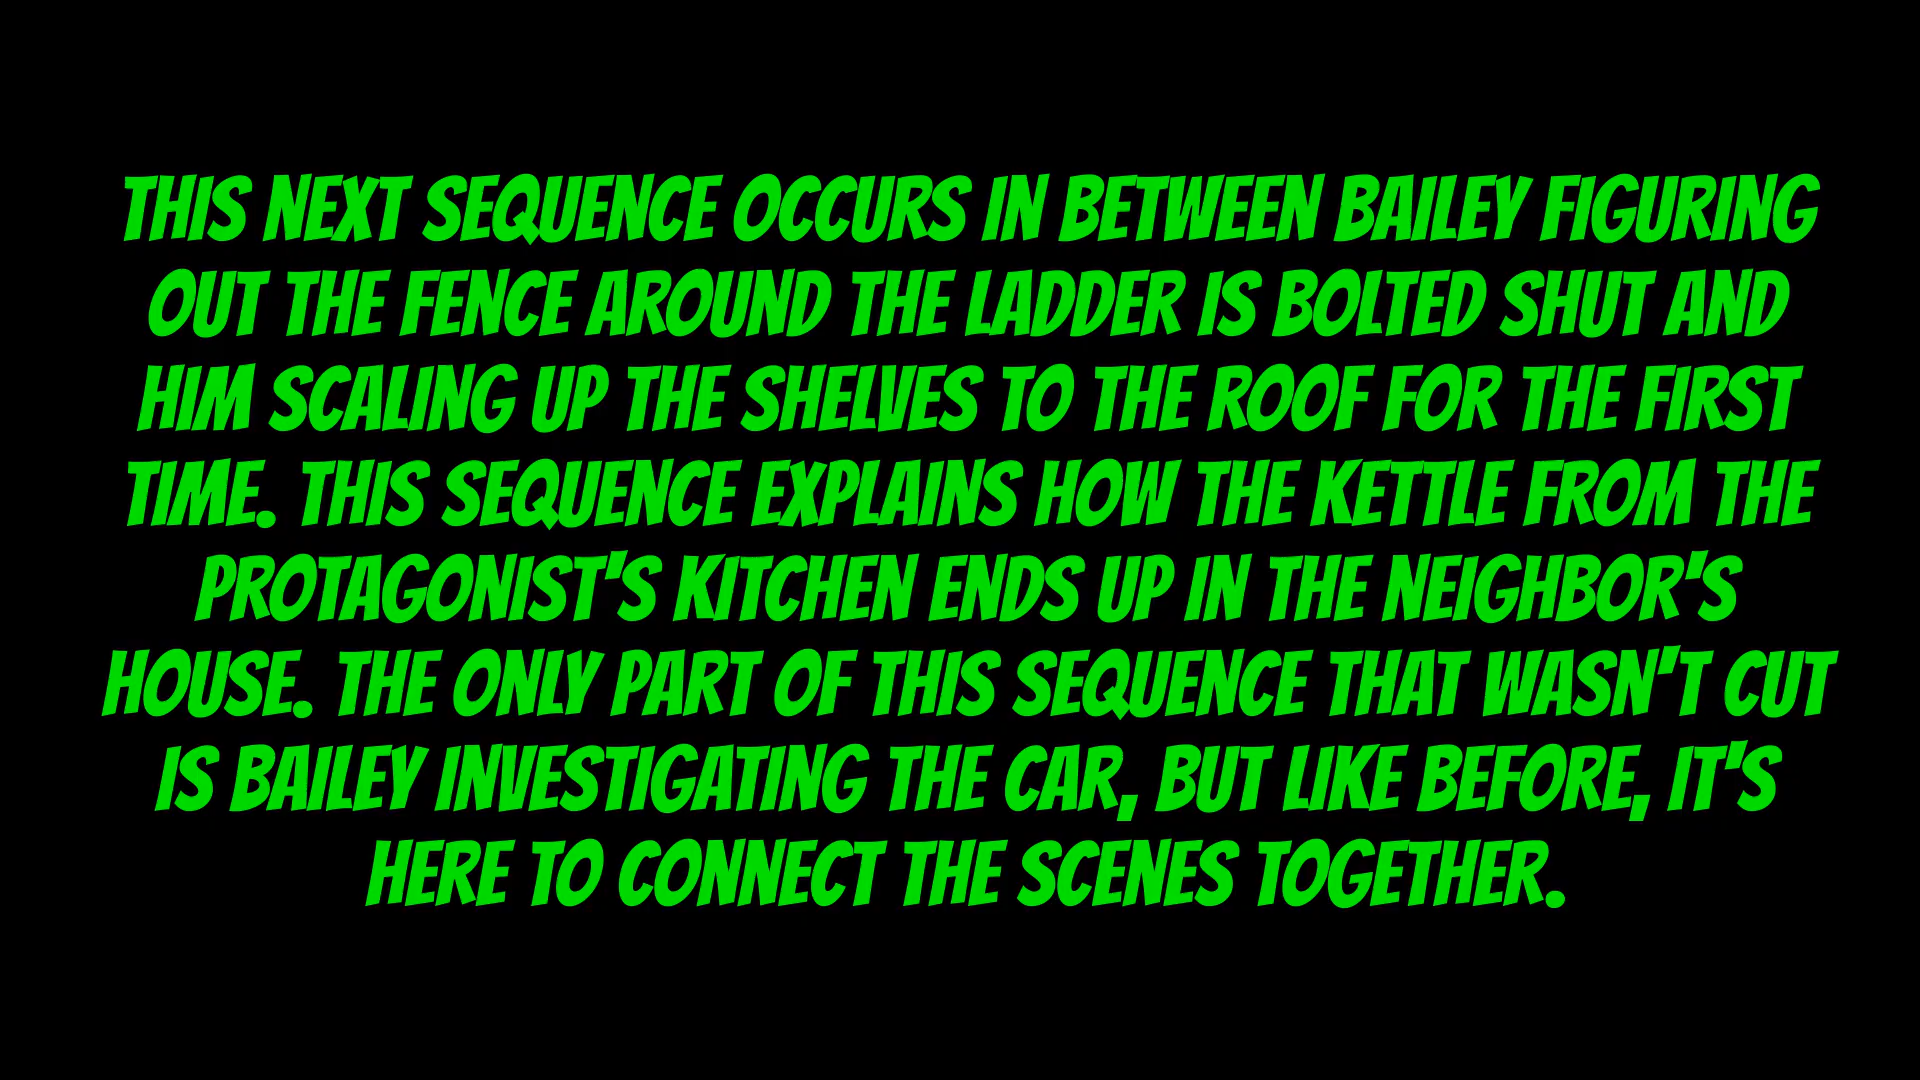 THIS NEXT SEQUENCE OCCURS IN BETWEEN BAILEY FIGURING
OUT THE FENCE AROUND THE LADDER IS BOLTED SHUT AND
HIM SCALING UP THE SHELVES TO THE ROOF FOR THE FIRST
TIME. THIS SEQUENCE EXPLAINS HOW THE KETTLE FROM THE
PROTAGONIST'S KITCHEN ENDS UP IN THE NEIGHBOR'S
HOUSE. THE ONLY PART OF THIS SEQUENCE THAT WASN'T CUT
IS BAILEY INVESTIGATING THE CAR, BUT LIKE BEFORE, IT'S
HERE TO CONNECT THE SCENES TOGETHER.